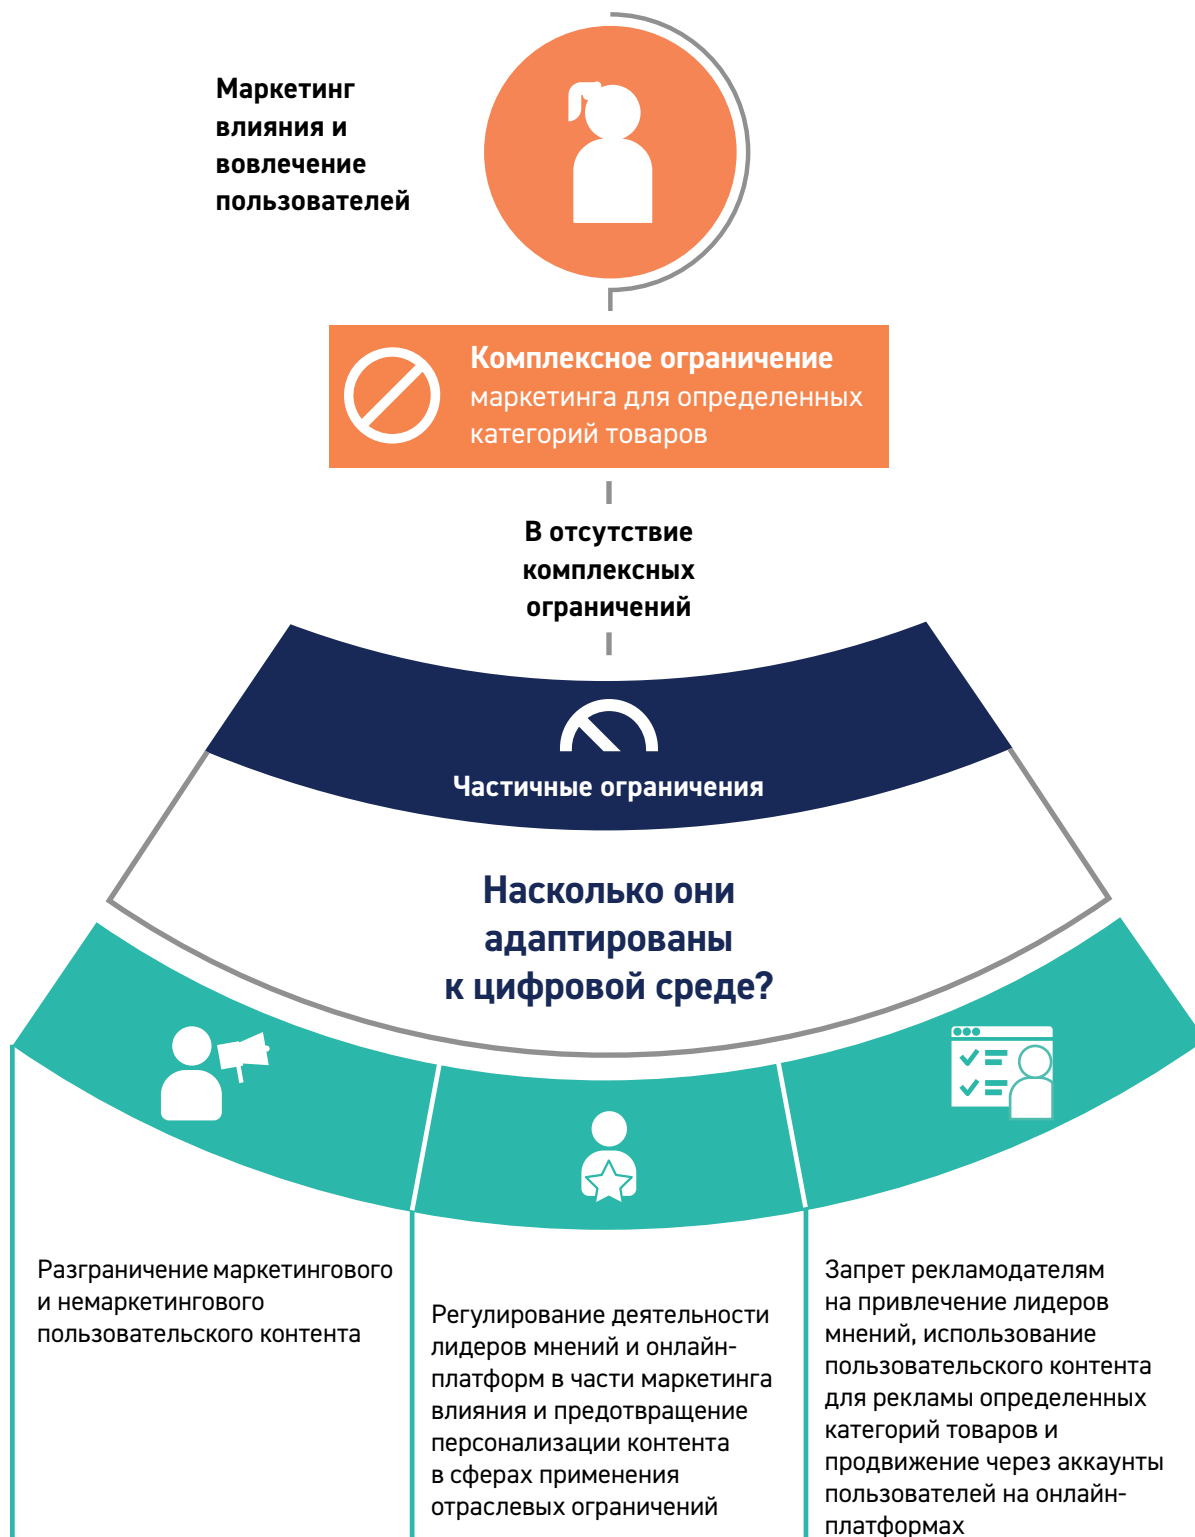 Маркетинг
влияния и
вовлечение
пользователей
Комплексное ограничение
маркетинга для определенных
категорий товаров
В отсутствие
комплексных
ограничений
Частичные ограничения
Насколько они
адаптированы
к цифровой среде?
Разграничение маркетингового
и немаркетингового
пользовательского контента
Регулирование деятельности
лидеров мнений и онлайн-
платформ в части маркетинга
влияния и предотвращение
персонализации контента
в сферах применения
отраслевых ограничений
Запрет рекламодателям
на привлечение лидеров
мнений, использование
пользовательского контента
для рекламы определенных
категорий товаров и
продвижение через аккаунты
пользователей на онлайн-
платформах